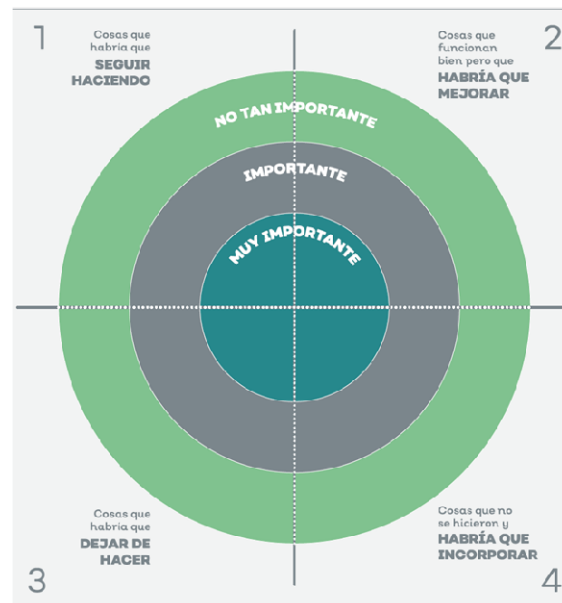 1
Cosas que
habría que
SEGUIR
HACIENDO
2
Cosas que
funcionan
bien pero que
HABRÍA QUE
MEJORAR
NO TAN IMPORTANTE
IMPORTANTE
MUY IMPORTANTE
3
Cosas que
habría que
DEJAR DE
HACER
4
Cosas que no
se hicieron y
HABRÍA QUE
INCORPORAR